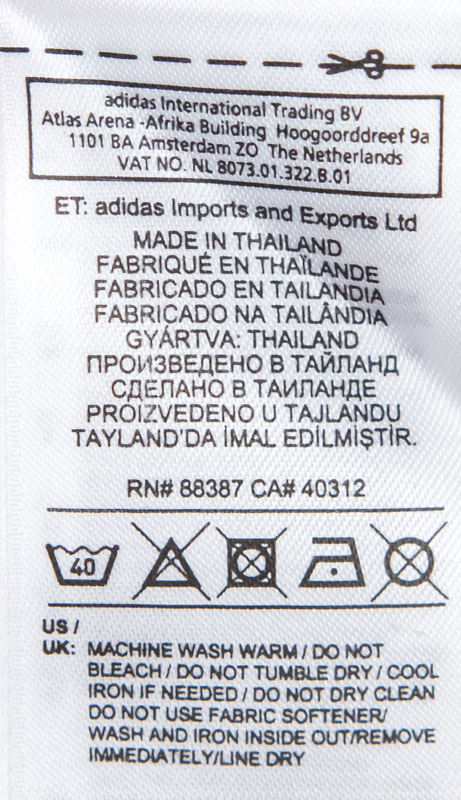 adidas International Trading BV
Atlas Arena -Afrika Building Hoogoorddreef 9a
1101 BA Amsterdam ZO The Netherlands
VAT NO. NL 8073.01.322.B.01
ET: adidas Imports and Exports Ltd
MADE IN THAILAND
FABRIQUÉ EN THAÏLANDE
FABRICADO EN TAILANDIA
FABRICADO NA TAILÂNDIA
GYÁRTVA: THAILAND
ПРОИЗВЕДЕНО В ТАЙЛАНД
СДЕЛАНО В ТАИЛАНДЕ
PROIZVEDENO U TAJLANDU
TAYLAND'DA İMAL EDİLMİŞTİR.
RN# 88387 CA# 40312
40
US /
UK: MACHINE WASH WARM / DO NOT
BLEACH / DO NOT TUMBLE DRY / COOL
IRON IF NEEDED / DO NOT DRY CLEAN
DO NOT USE FABRIC SOFTENER/
WASH AND IRON INSIDE OUT/REMOVE
IMMEDIATELY/LINE DRY